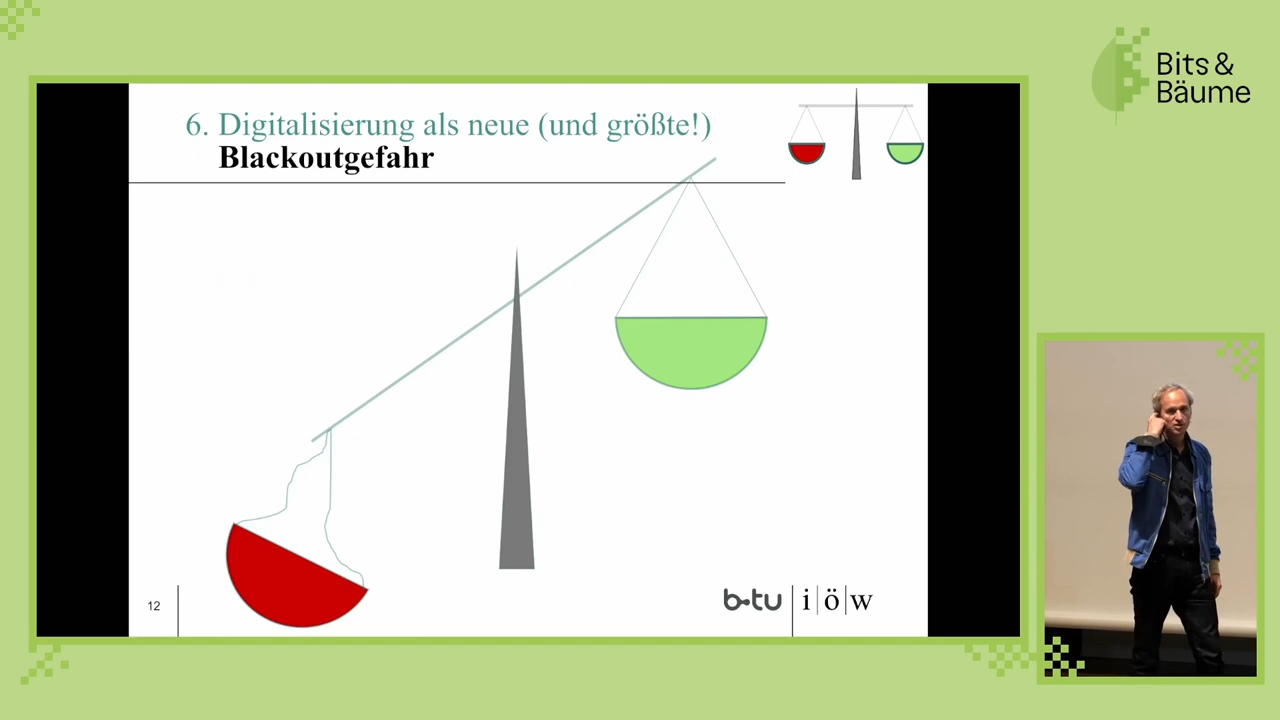 6. Digitalisierung als neue (und größte!)
Blackoutgefahr
Bits &
Bäume
12
b-tu
i|ö|w